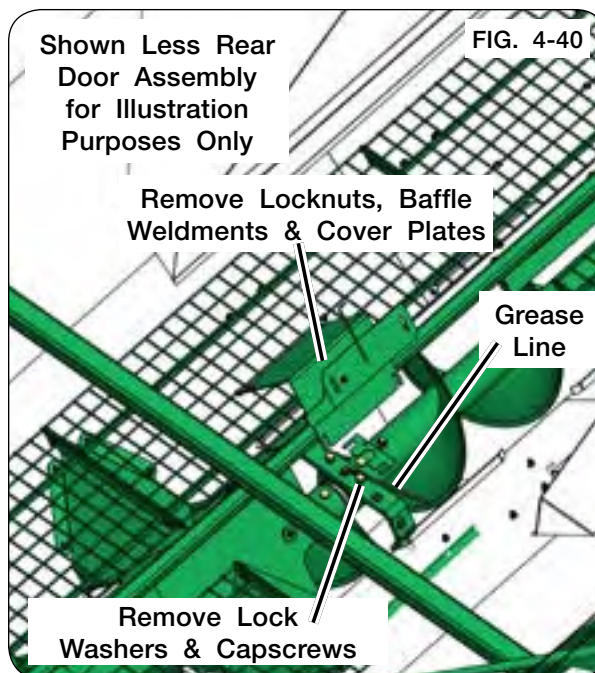 Shown Less Rear
Door Assembly
for Illustration
Purposes Only
FIG. 4-40
Remove Locknuts, Baffle
Weldments & Cover Plates
Grease
Line
Remove Lock
Washers & Capscrews